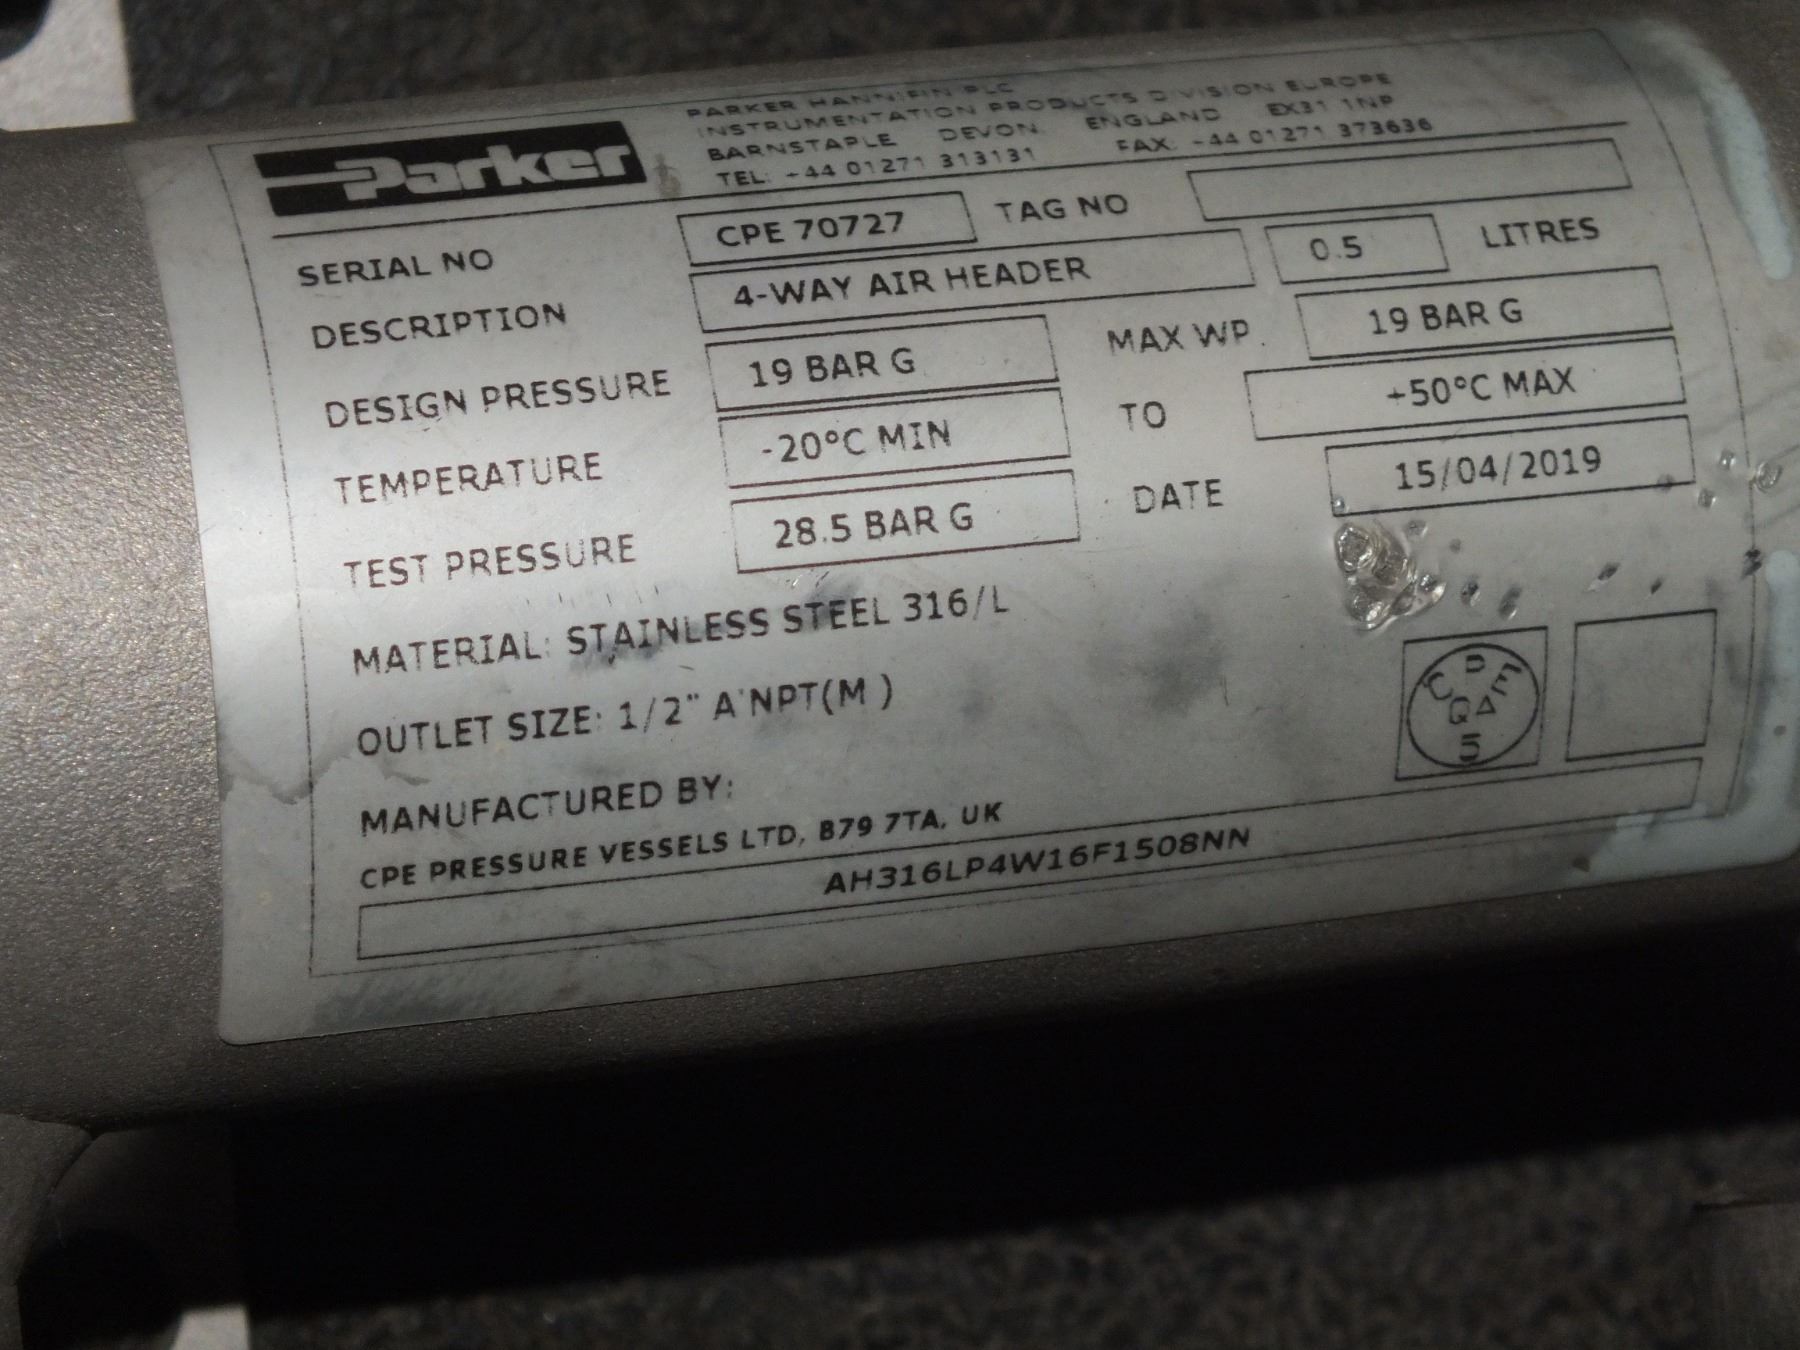 Parker
PARKER HANNIFIN PLC
INSTRUMENTATION PRODUCTS DIVISION EUROPE
BARNSTAPLE DEVON ENGLAND EX31 1NP
TEL: +44 01271 313131 FAX: +44 01271 373636
SERIAL NO CPE 70727 TAG NO
DESCRIPTION 4-WAY AIR HEADER 0.5 LITRES
DESIGN PRESSURE 19 BAR G MAX WP. 19 BAR G
TEMPERATURE -20°C MIN TO +50°C MAX
TEST PRESSURE 28.5 BAR G DATE 15/04/2019
MATERIAL: STAINLESS STEEL 316/L
OUTLET SIZE: 1/2" A'NPT(M )
MANUFACTURED BY:
CPE PRESSURE VESSELS LTD, B79 7TA, UK
AH316LP4W16F1508NN
CPE
QA
5